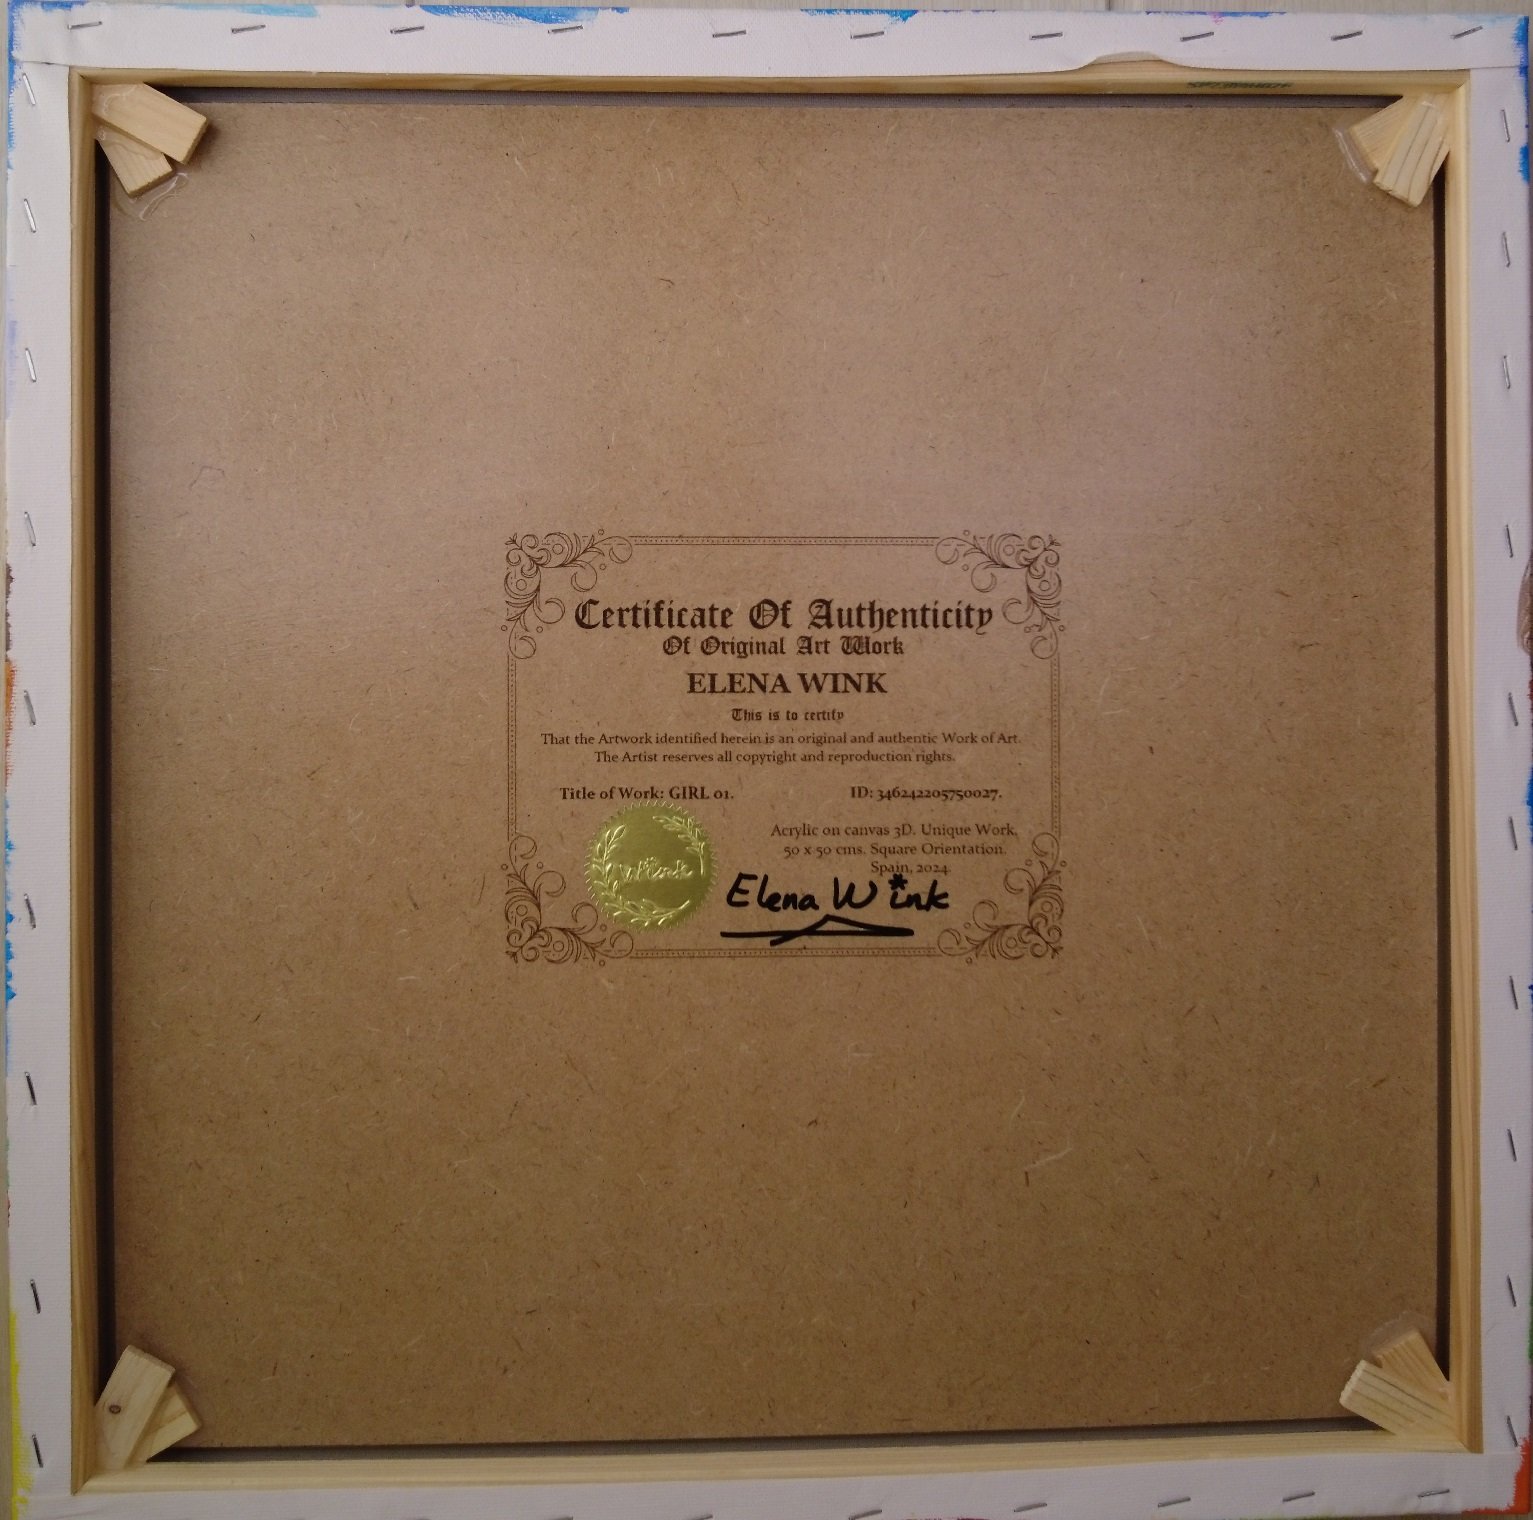 Certificate Of Authenticity
Of Original Art Work
ELENA WINK
This is to certify
That the Artwork identified herein is an original and authentic Work of Art.
The Artist reserves all copyright and reproduction rights.
Title of Work: GIRL 01. ID: 346242205750027.
Acrylic on canvas 3D. Unique Work.
50 x 50 cms. Square Orientation.
Spain, 2024
Wink
Elena Wink